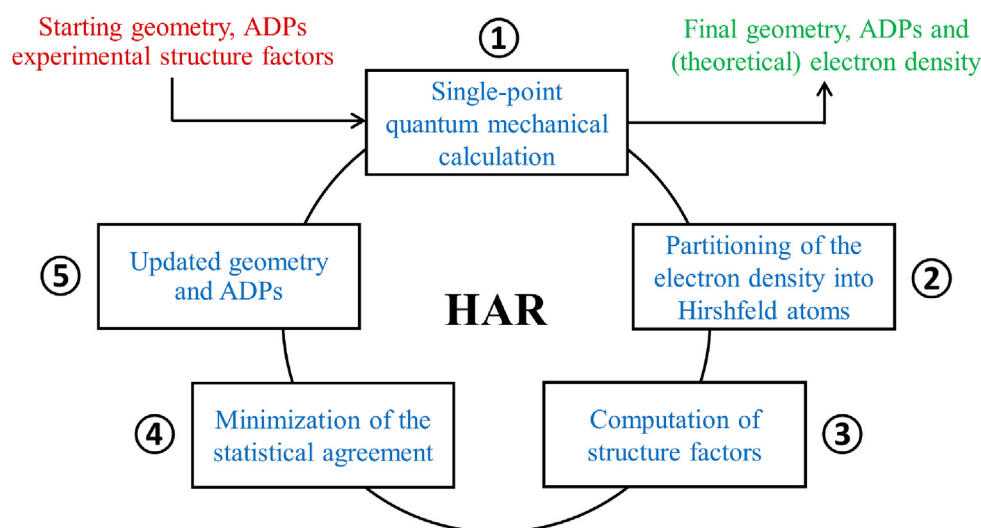 Starting geometry, ADPs
experimental structure factors
①
Final geometry, ADPs and
(theoretical) electron density
Single-point
quantum mechanical
calculation
⑤
Updated geometry
and ADPs
HAR
Partitioning of the
electron density into
Hirshfeld atoms
②
④
Minimization of the
statistical agreement
Computation of
structure factors
③